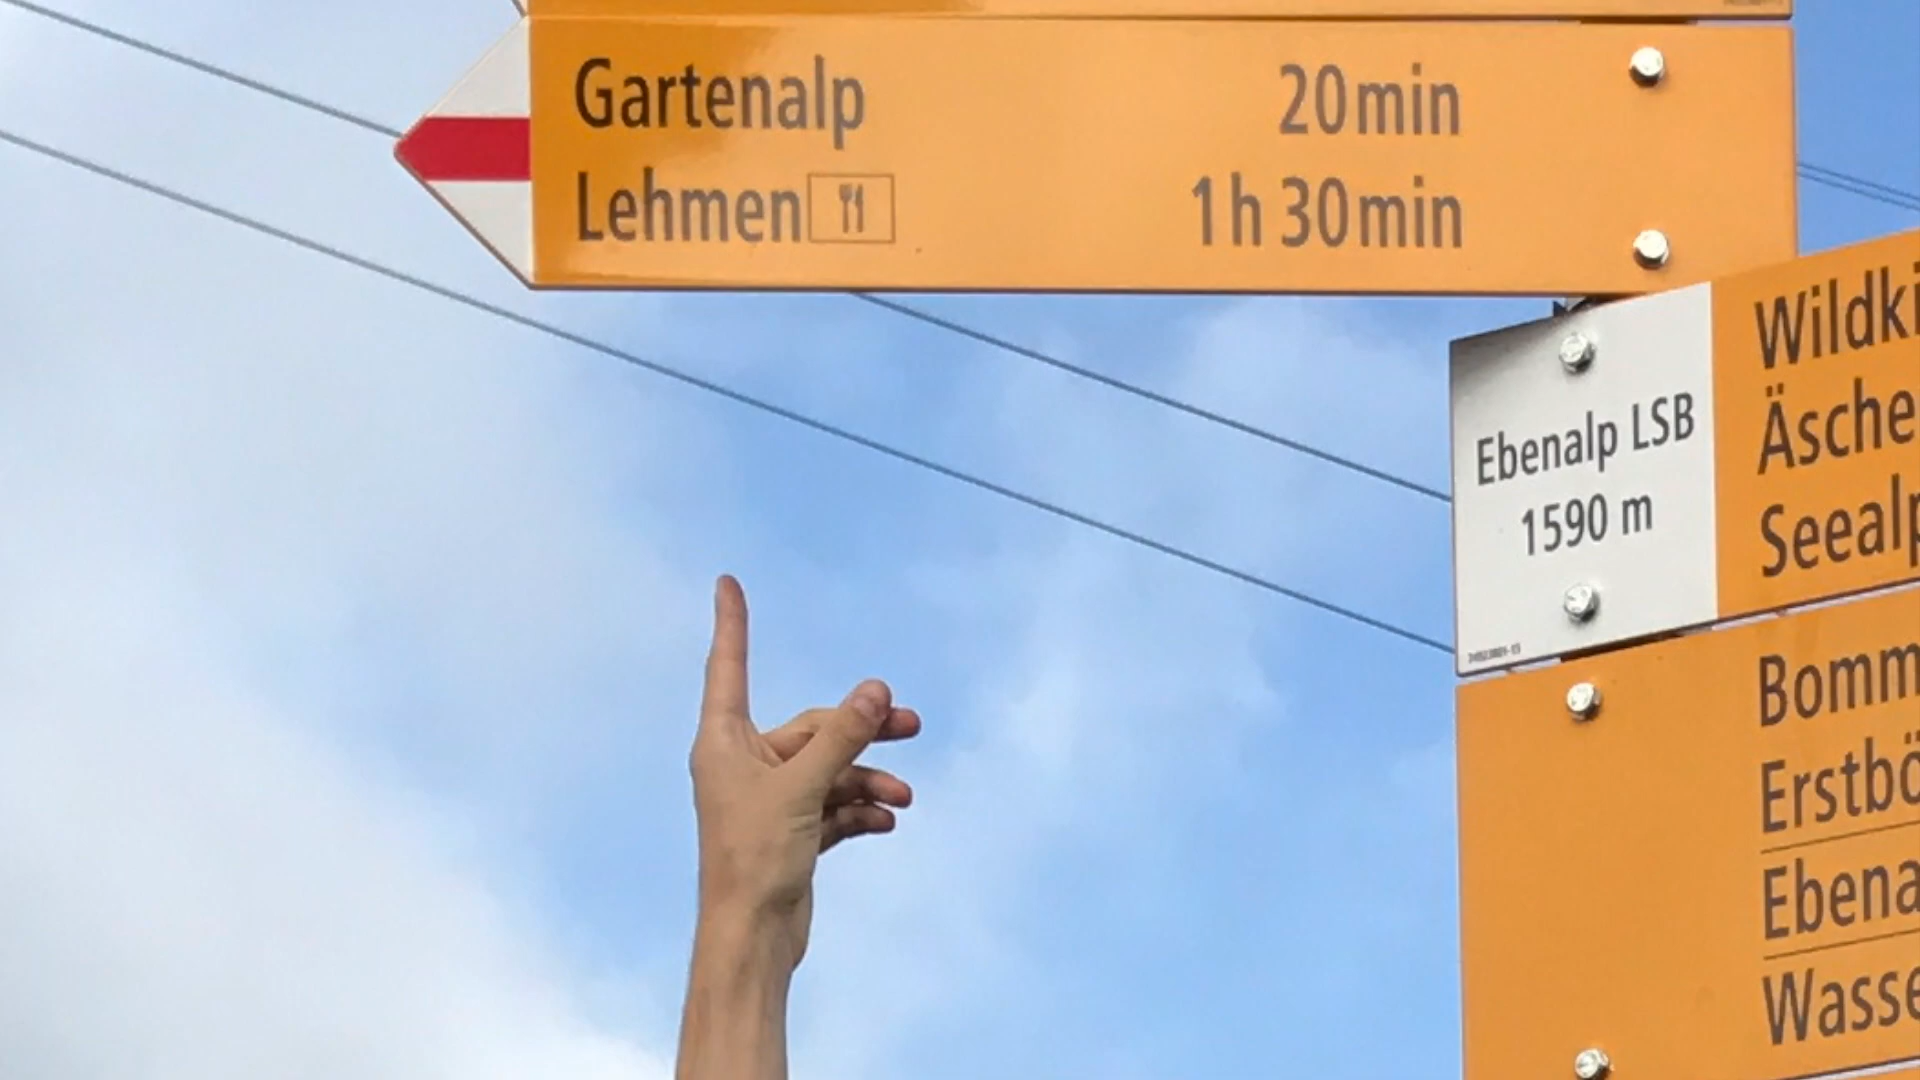 Gartenalp 20min
Lehmen 1h 30min
Ebenalp LSB
1590 m
Wildki
Äsche
Seealp
Bomm
Erstbö
Ebena
Wasse